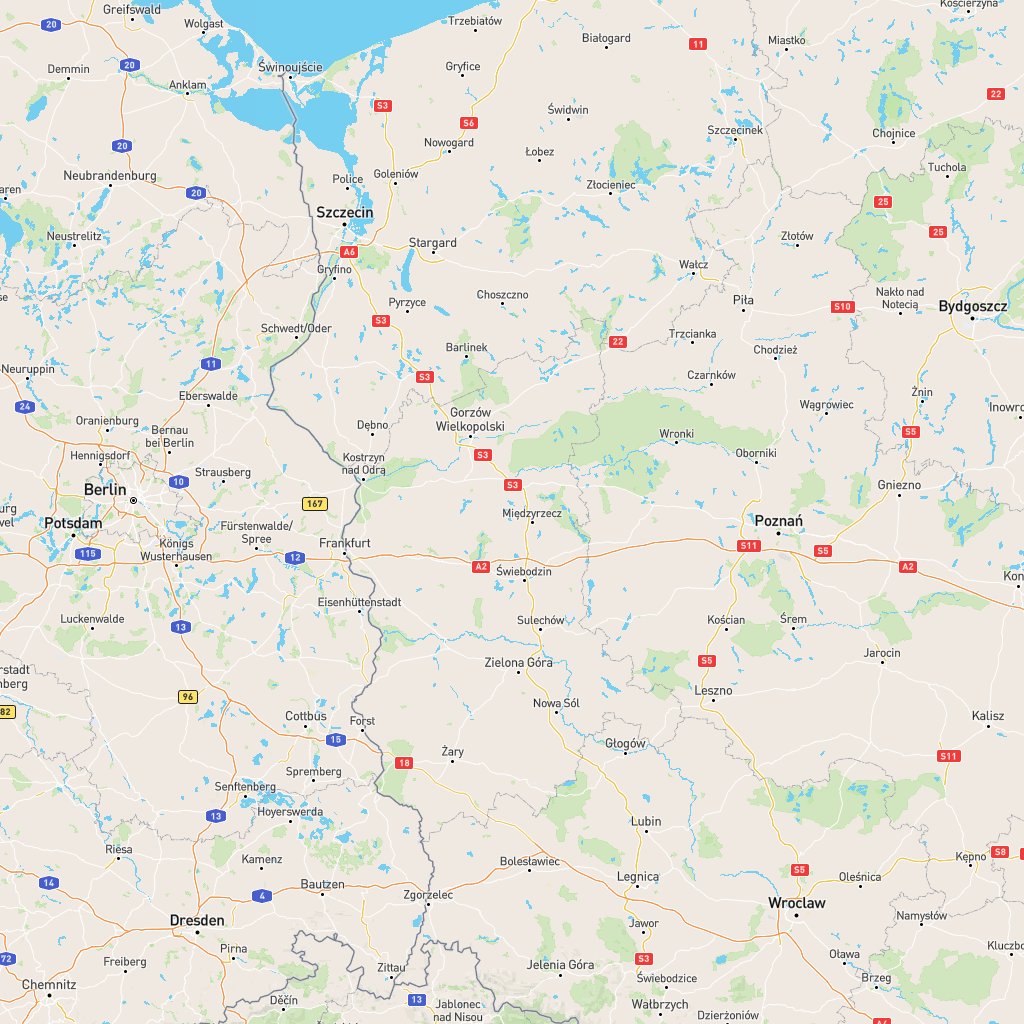 Greifswald
Wolgast
20
Trzebiatów
Kościerzyna
Białogard
11
Miastko
Świnoujście
20
Demmin
Gryfice
Anklam
22
S3
Świdwin
S6
Szczecinek
Chojnice
20
Nowogard
Łobez
Neubrandenburg
Goleniów
Tuchola
Police
20
Złocieniec
25
Szczecin
25
Neustrelitz
Stargard
Złotów
A6
Gryfino
Wałcz
Choszczno
Pyrzyce
Piła
S10
Nakło nad
Notecią
Bydgoszcz
S3
Schwedt/Oder
Trzcianka
22
Barlinek
Chodzież
11
Neuruppin
S3
Czarnków
Eberswalde
Żnin
24
Wągrowiec
Oranienburg
Gorzów
Wielkopolski
Dębno
Bernau
bei Berlin
S5
Wronki
Hennigsdorf
Kostrzyn
nad Odrą
S3
Oborniki
Strausberg
10
S3
Gniezno
Berlin
167
Międzyrzecz
Potsdam
Poznań
Fürstenwalde/
Spree
Königs
Wusterhausen
Frankfurt
S11
S5
115
12
A2
A2
Świebodzin
Eisenhüttenstadt
Luckenwalde
13
Sulechów
Kościan
Śrem
Jarocin
S5
Zielona Góra
Leszno
96
Nowa Sól
82
Cottbus
Forst
Kalisz
15
Głogów
Żary
S11
18
Spremberg
Senftenberg
13
Hoyerswerda
Lubin
Riesa
Kamenz
Bolesławiec
S8
Kępno
S5
14
Bautzen
Legnica
Oleśnica
4
Zgorzelec
Wroclaw
Dresden
Jawor
Namysłów
Pirna
72
Freiberg
Zittau
Jelenia Góra
S3
Oława
Świebodzice
Brzeg
Chemnitz
Děčín
13
Jablonec
nad Nisou
Wałbrzych
Dzierżoniów